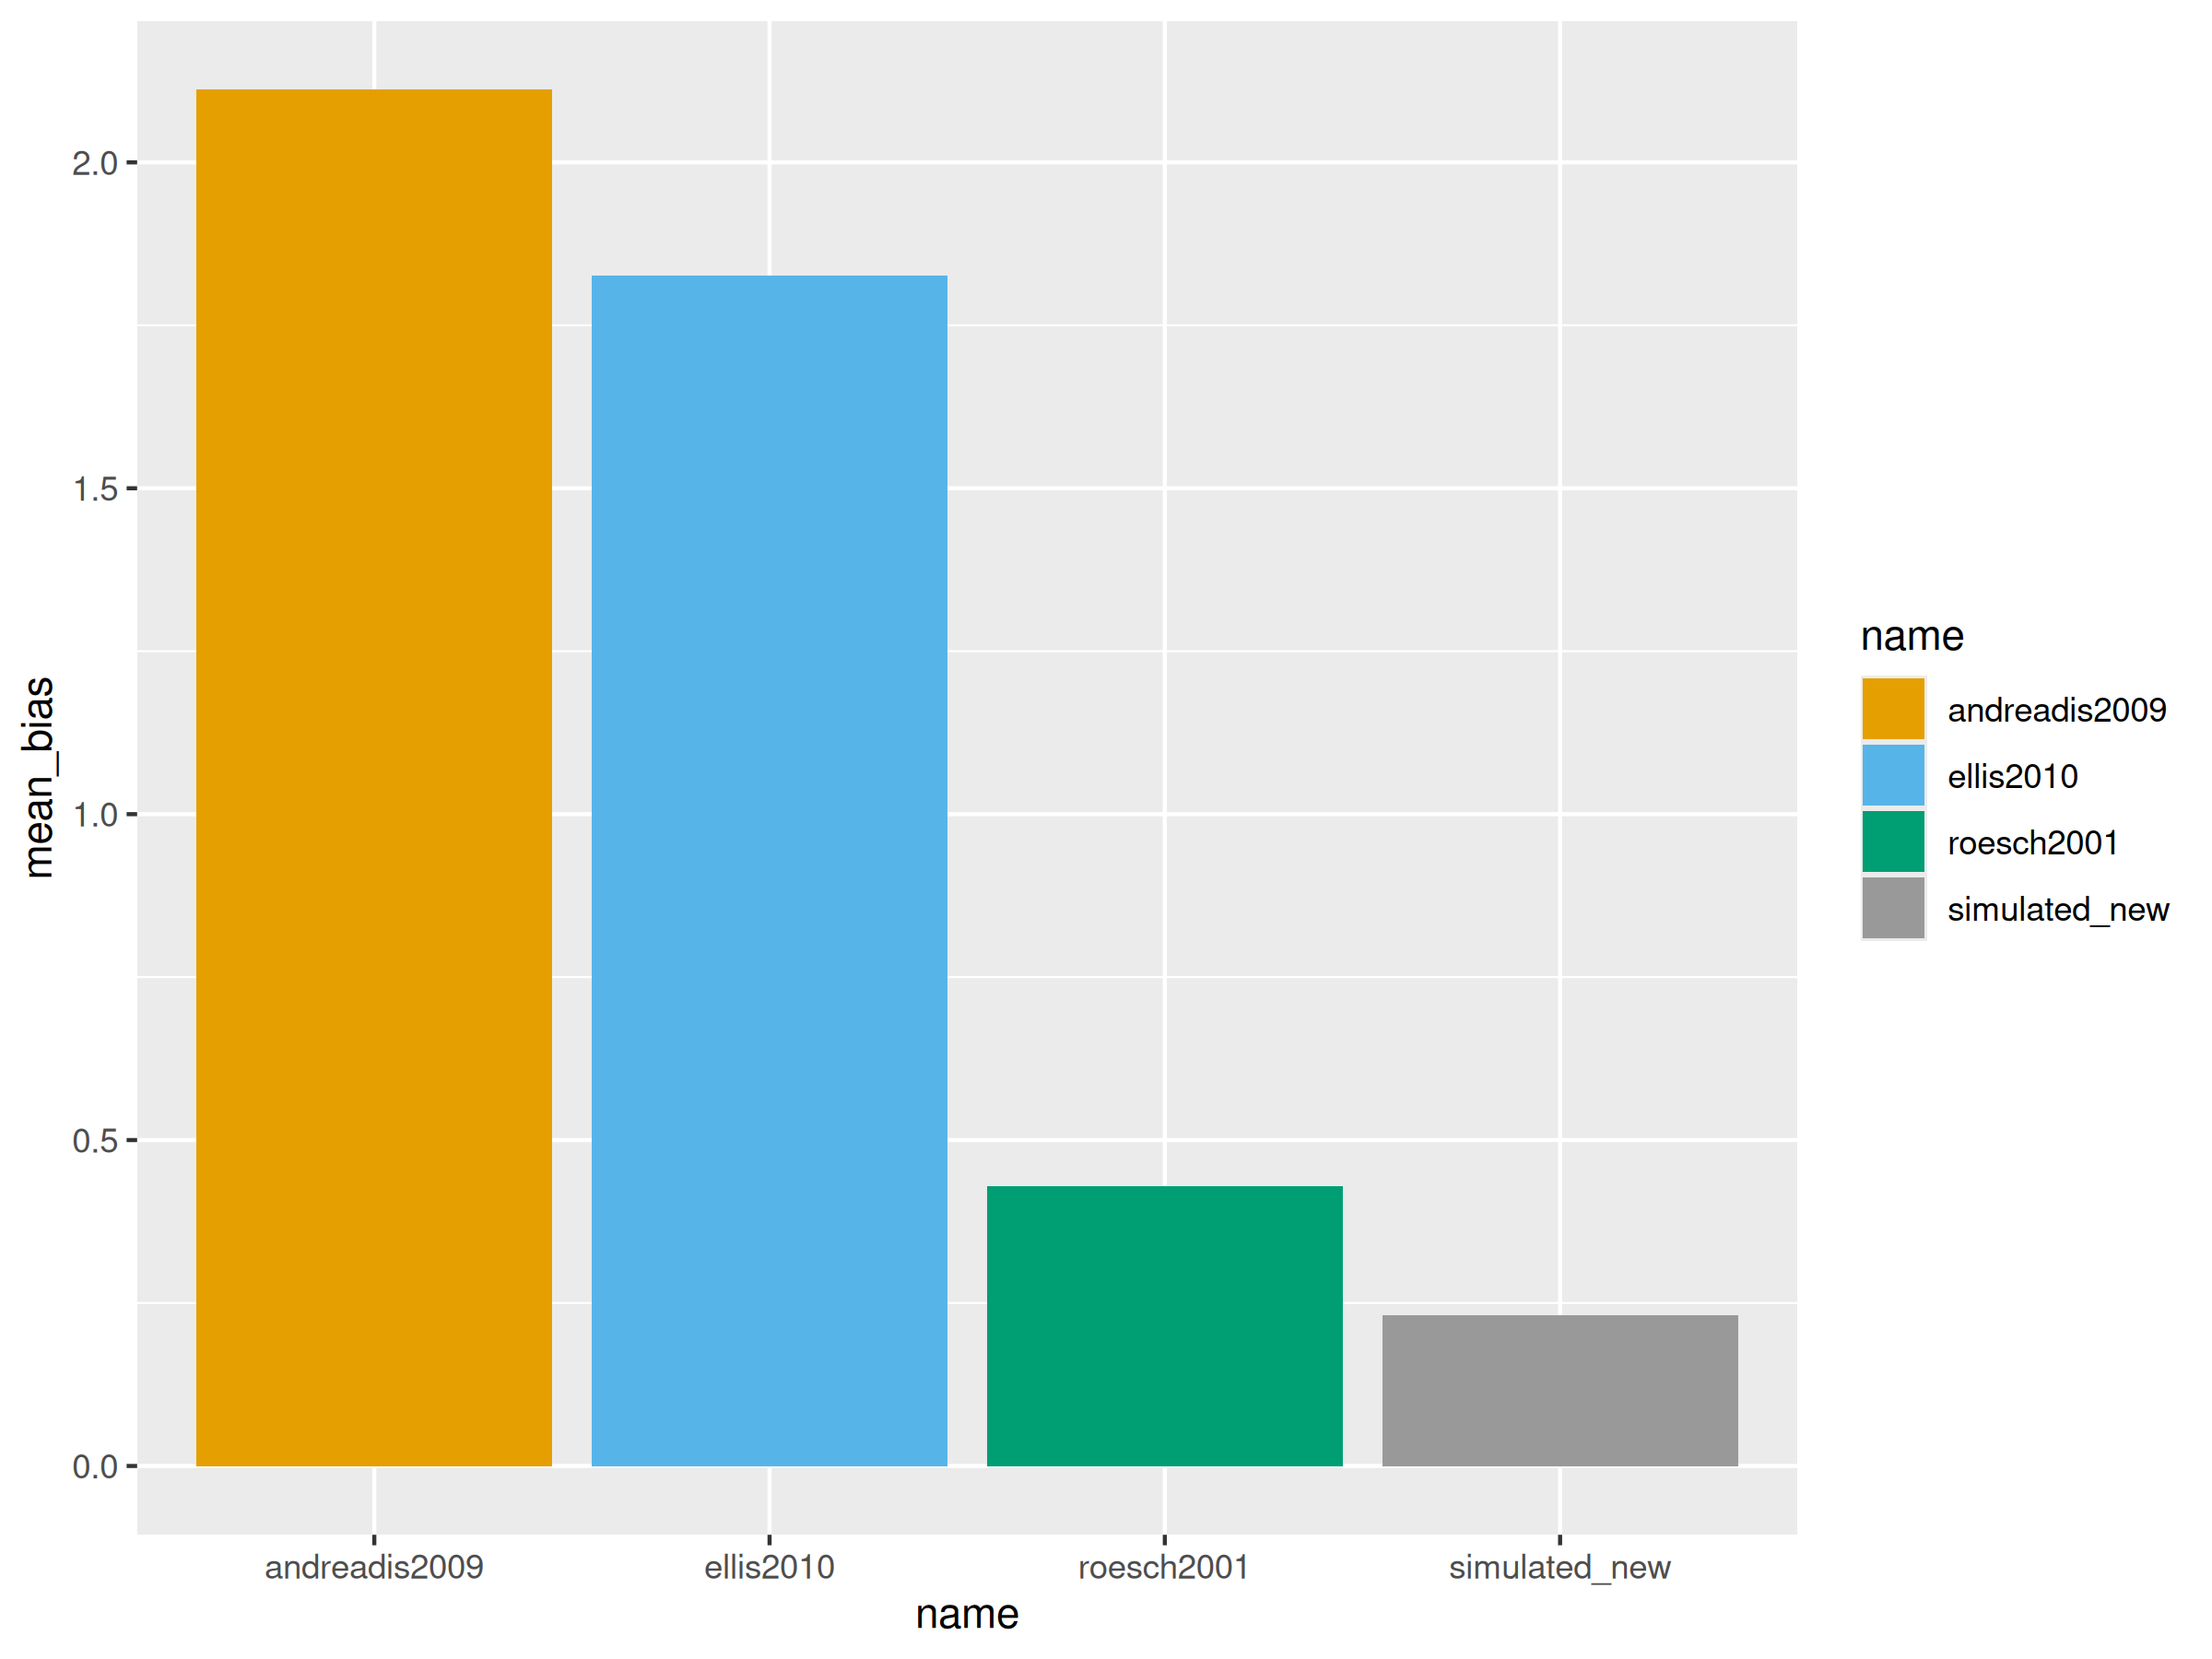 mean_bias
2.0
1.5
1.0
0.5
0.0
andreadis2009
ellis2010
roesch2001
simulated_new
name
name
andreadis2009
ellis2010
roesch2001
simulated_new